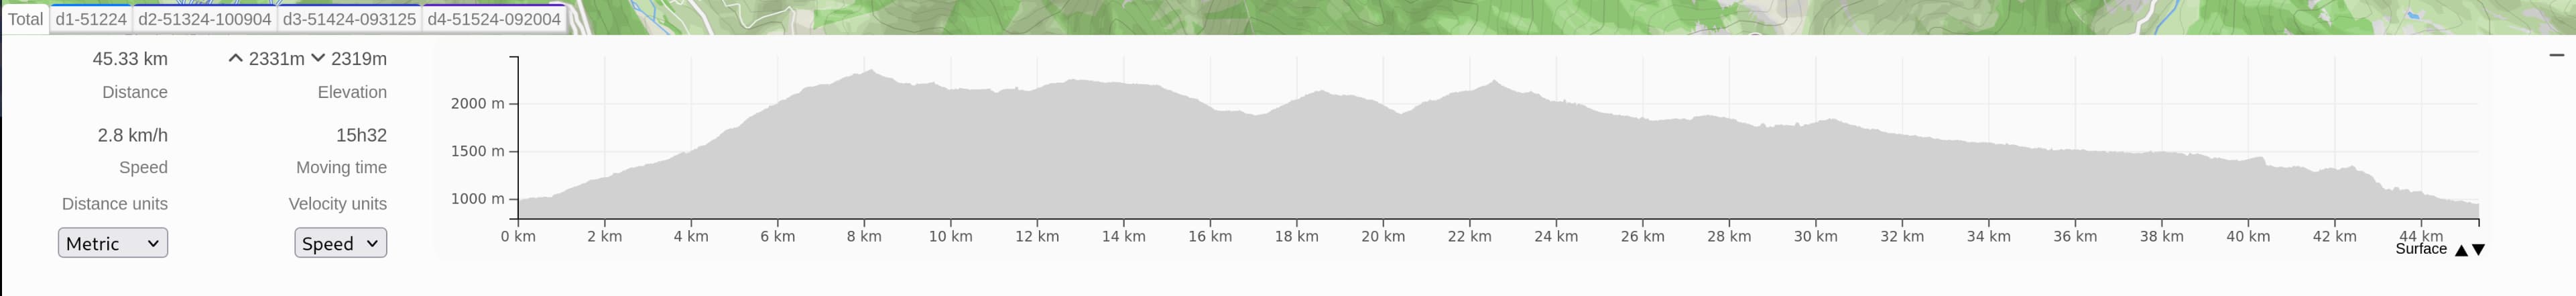 Total d1-51224 d2-51324-100904 d3-51424-093125 d4-51524-092004
45.33 km 2331m 2319m
Distance Elevation
2.8 km/h 15h32
Speed Moving time
Distance units Velocity units
Metric Speed
2000 m
1500 m
1000 m
0 km 2 km 4 km 6 km 8 km 10 km 12 km 14 km 16 km 18 km 20 km 22 km 24 km 26 km 28 km 30 km 32 km 34 km 36 km 38 km 40 km 42 km 44 km
Surface ▲▼